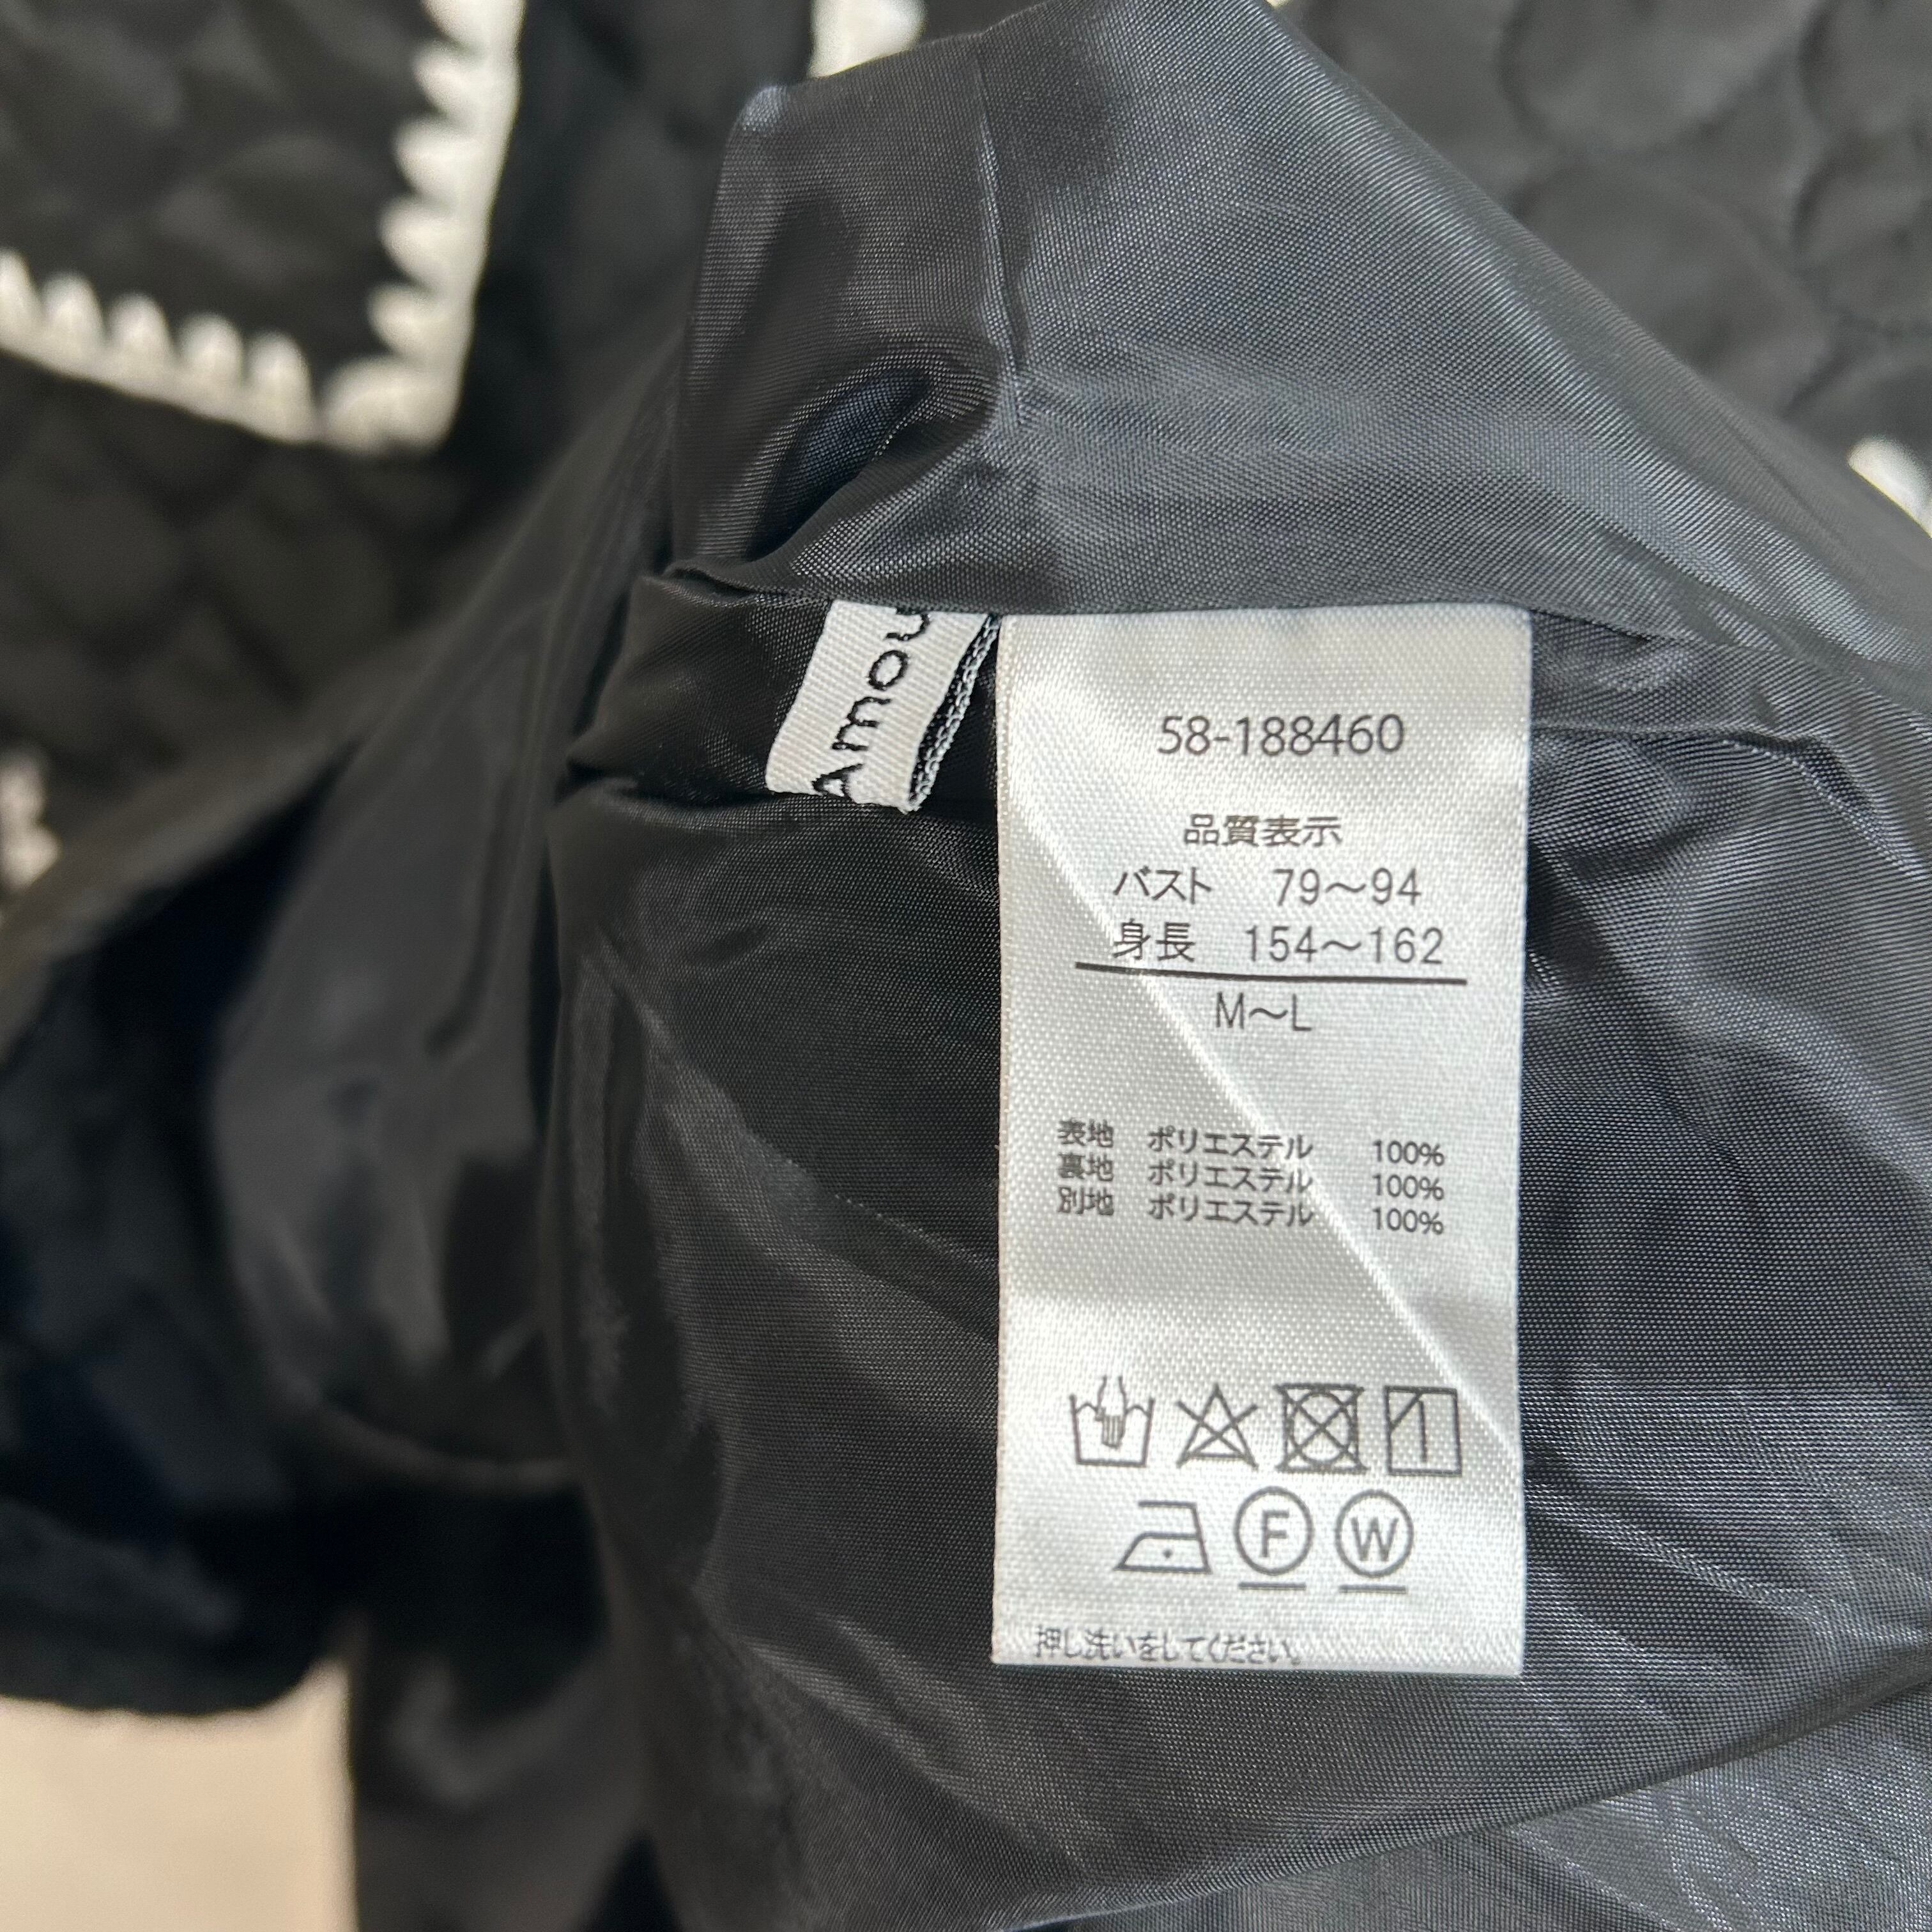 Amou
58-188460
品質表示
バスト 79～94
身長 154～162
M～L
表地 ポリエステル 100%
裏地 ポリエステル 100%
別地 ポリエステル 100%
F W
押し洗いをしてください。